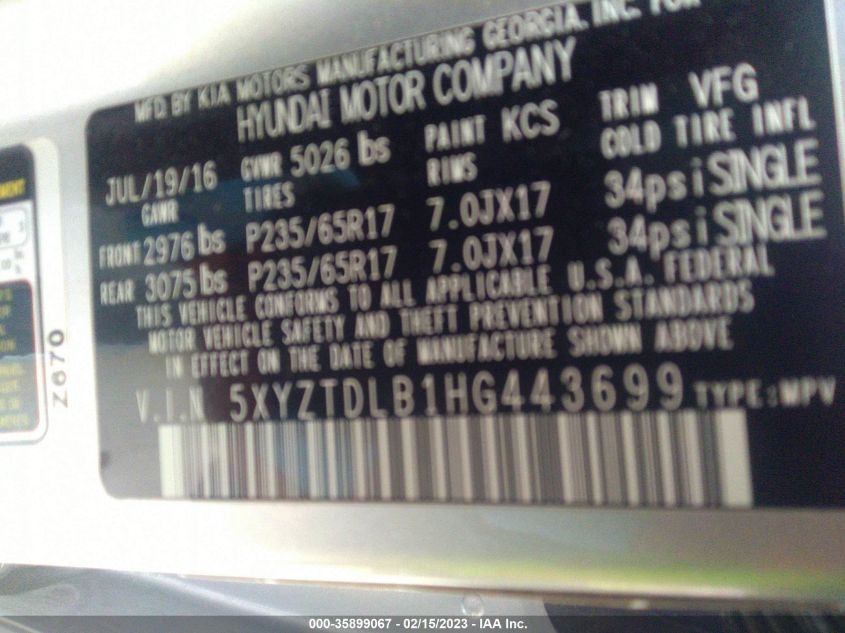 MFD. BY KIA MOTORS MANUFACTURING GEORGIA. INC. FOR
HYUNDAI MOTOR COMPANY
JUL/19/16 GVWR 5026 lbs PAINT KCS TRIM VFG
GAWR TIRES RIMS COLD TIRE INFL
FRONT 2976 lbs P235/65R17 7.0JX17 34psi SINGLE
REAR 3075 lbs P235/65R17 7.0JX17 34psi SINGLE
THIS VEHICLE CONFORMS TO ALL APPLICABLE U.S.A. FEDERAL
MOTOR VEHICLE SAFETY AND THEFT PREVENTION STANDARDS
IN EFFECT ON THE DATE OF MANUFACTURE SHOWN ABOVE
V.I.N 5XYZTDLB1HG443699 TYPE:MPV
Z670
000-35899067 - 02/15/2023 - IAA Inc.